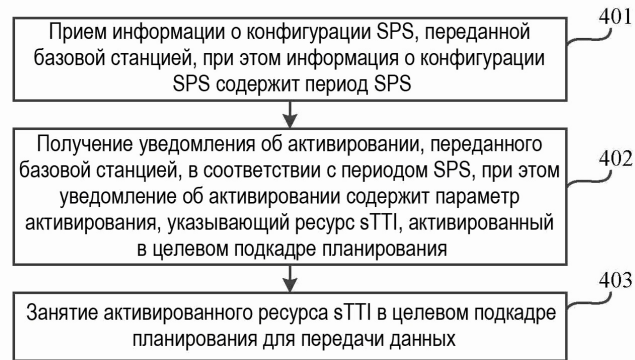 401
Прием информации о конфигурации SPS, переданной
базовой станцией, при этом информация о конфигурации
SPS содержит период SPS
402
Получение уведомления об активировании, переданного
базовой станцией, в соответствии с периодом SPS, при этом
уведомление об активировании содержит параметр
активирования, указывающий ресурс sTTI, активированный
в целевом подкадре планирования
403
Занятие активированного ресурса sTTI в целевом подкадре
планирования для передачи данных